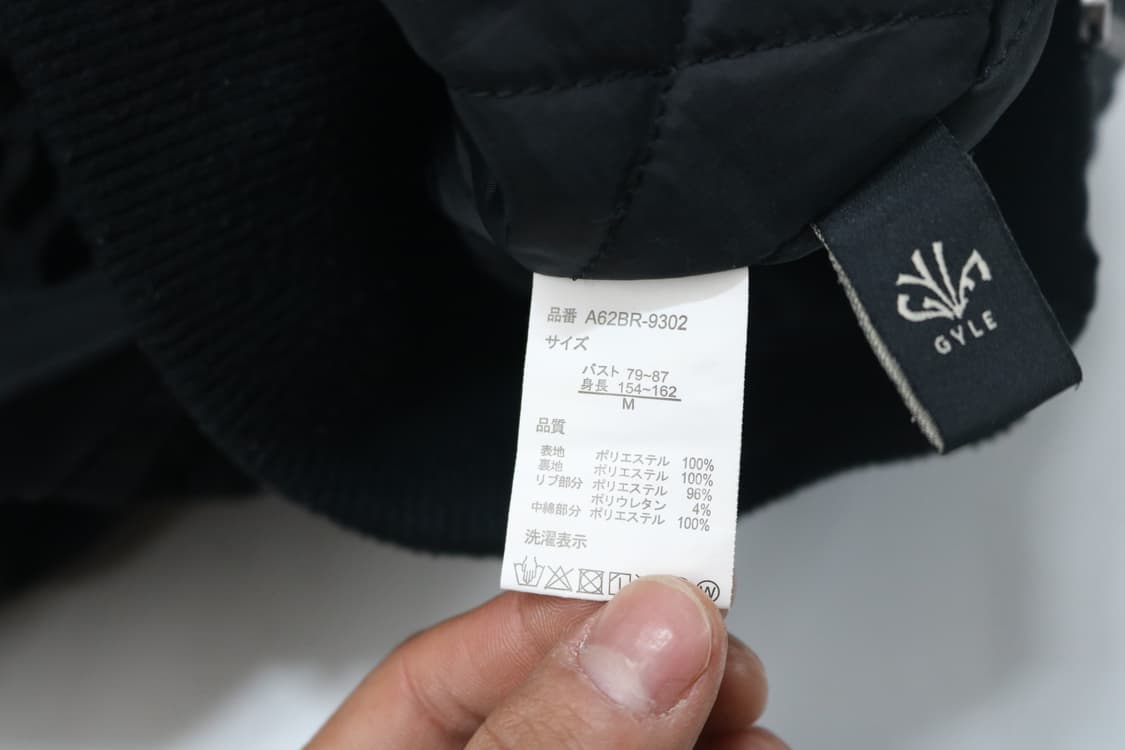 品番 A62BR-9302
サイズ
バスト 79~87
身長 154~162
M
品質
表地 ポリエステル 100%
裏地 ポリエステル 100%
リブ部分 ポリエステル 96%
ポリウレタン 4%
中綿部分 ポリエステル 100%
洗濯表示
W
GYLE